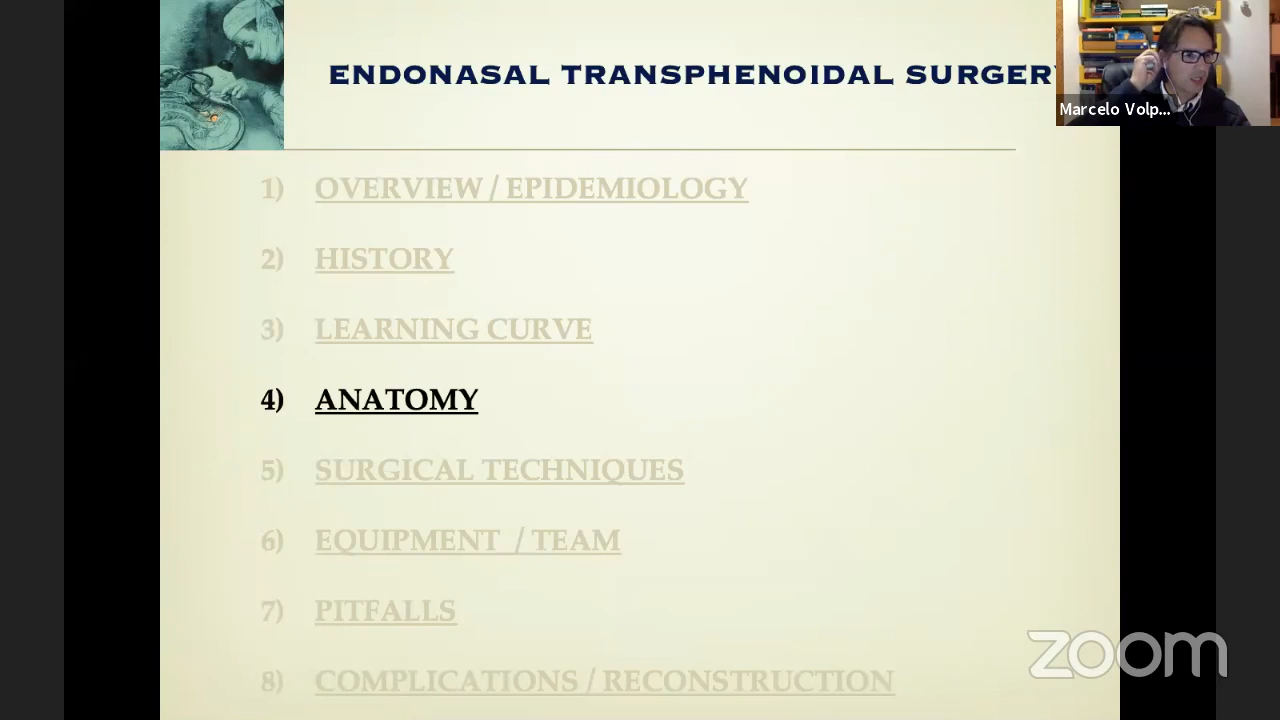 ENDONASAL TRANSPHENOIDAL SURGERY
Marcelo Volp...
1) OVERVIEW / EPIDEMIOLOGY
2) HISTORY
3) LEARNING CURVE
4) ANATOMY
5) SURGICAL TECHNIQUES
6) EQUIPMENT / TEAM
7) PITFALLS
8) COMPLICATIONS / RECONSTRUCTION
zoom